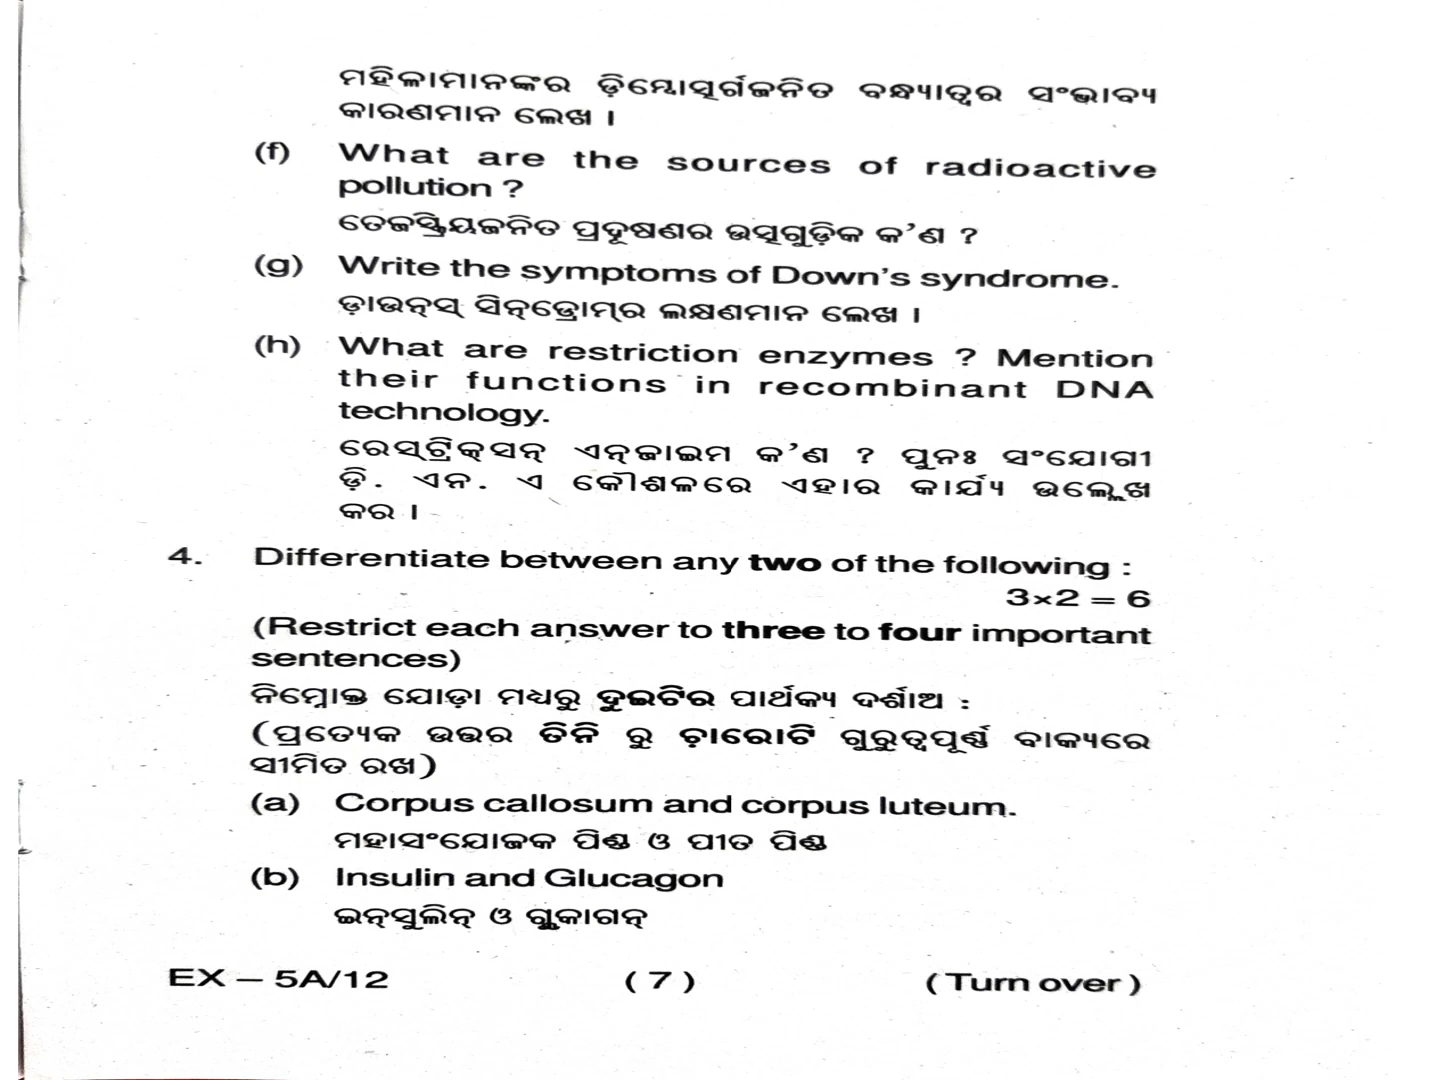 ମହିଳାମାନଙ୍କର ଡ଼ିମ୍ବୋତ୍ସର୍ଗଜନିତ ବନ୍ଧ୍ୟାତ୍ୱର ସଂଭାବ୍ୟ
କାରଣମାନ ଲେଖ ।
(f) What are the sources of radioactive
pollution ?
ତେଜସ୍କ୍ରିୟଜନିତ ପ୍ରଦୂଷଣର ଉତ୍ସଗୁଡ଼ିକ କ'ଣ ?
(g) Write the symptoms of Down's syndrome.
ଡ଼ାଉନ୍‌ସ୍ ସିନ୍‌ଡ୍ରୋମ୍‌ର ଲକ୍ଷଣମାନ ଲେଖ ।
(h) What are restriction enzymes ? Mention
their functions in recombinant DNA
technology.
ରେସ୍‌ଟ୍ରିକ୍‌ସନ୍ ଏନ୍‌ଜାଇମ କ'ଣ ? ପୁନଃ ସଂଯୋଗୀ
ଡ଼ି. ଏନ. ଏ କୌଶଳରେ ଏହାର କାର୍ଯ୍ୟ ଉଲ୍ଲେଖ
କର ।
4. Differentiate between any two of the following :
3×2 = 6
(Restrict each answer to three to four important
sentences)
ନିମ୍ନୋକ୍ତ ଯୋଡ଼ା ମଧ୍ୟରୁ ଦୁଇଟିର ପାର୍ଥକ୍ୟ ଦର୍ଶାଅ :
(ପ୍ରତ୍ୟେକ ଉତ୍ତର ତିନି ରୁ ଚ଼ାରୋଟି ଗୁରୁତ୍ୱପୂର୍ଣ୍ଣ ବାକ୍ୟରେ
ସୀମିତ ରଖ)
(a) Corpus callosum and corpus luteum.
ମହାସଂଯୋଜକ ପିଣ୍ଡ ଓ ପୀତ ପିଣ୍ଡ
(b) Insulin and Glucagon
ଇନ୍‌ସୁଲିନ୍ ଓ ଗ୍ଲୁକାଗନ୍
EX – 5A/12 ( 7 ) ( Turn over )